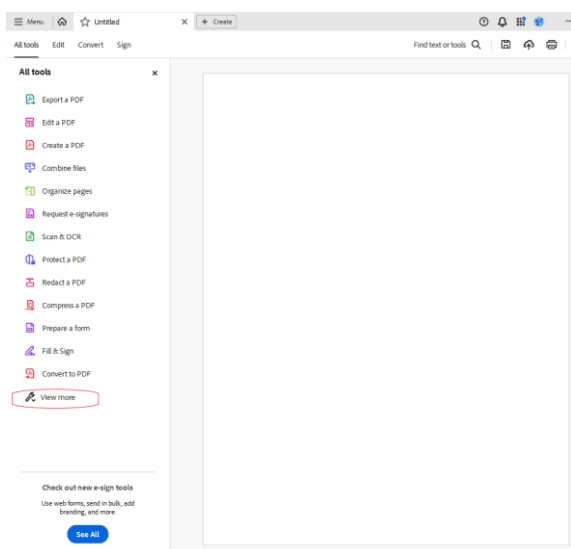 Menu Untitled + Create
All tools Edit Convert Sign Find text or tools
All tools
Export a PDF
Edit a PDF
Create a PDF
Combine files
Organize pages
Request e-signatures
Scan & OCR
Protect a PDF
Redact a PDF
Compress a PDF
Prepare a form
Fill & Sign
Convert to PDF
View more
Check out new e-sign tools
Use web forms, send in bulk, add
branding, and more.
See All